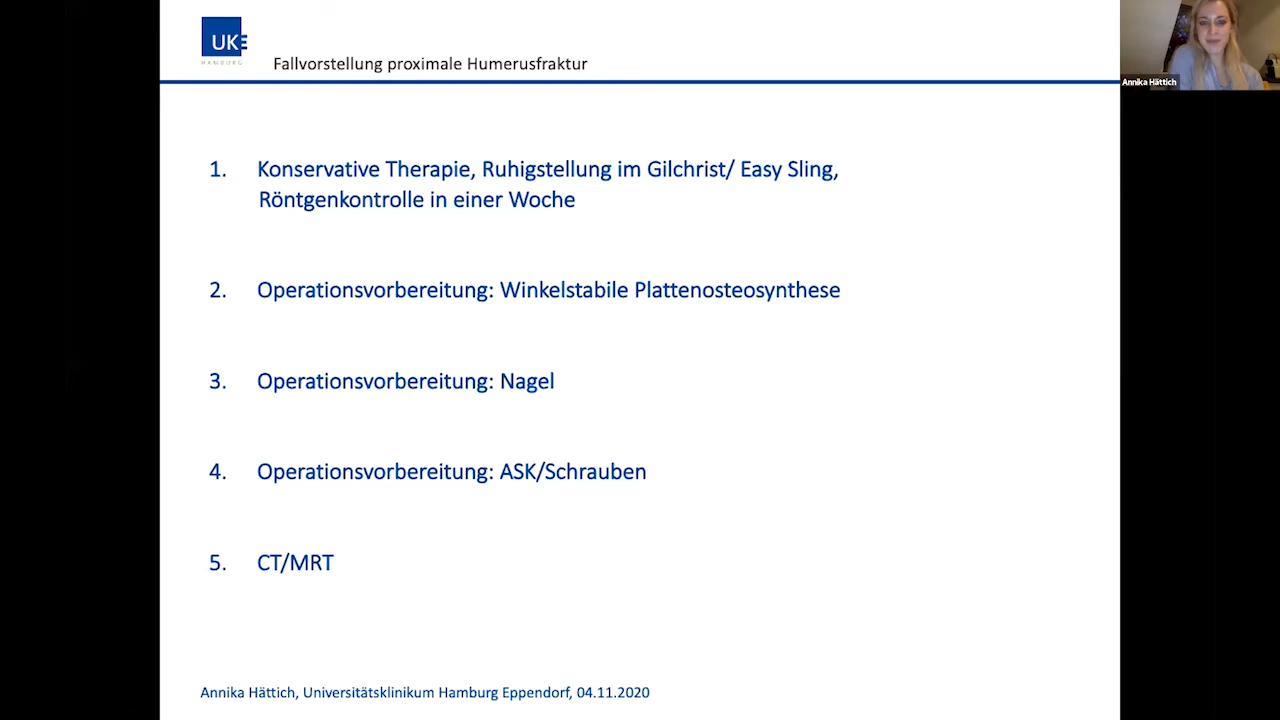 UKE
HAMBURG
Fallvorstellung proximale Humerusfraktur
Annika Hättich
1. Konservative Therapie, Ruhigstellung im Gilchrist/ Easy Sling,
Röntgenkontrolle in einer Woche
2. Operationsvorbereitung: Winkelstabile Plattenosteosynthese
3. Operationsvorbereitung: Nagel
4. Operationsvorbereitung: ASK/Schrauben
5. CT/MRT
Annika Hättich, Universitätsklinikum Hamburg Eppendorf, 04.11.2020